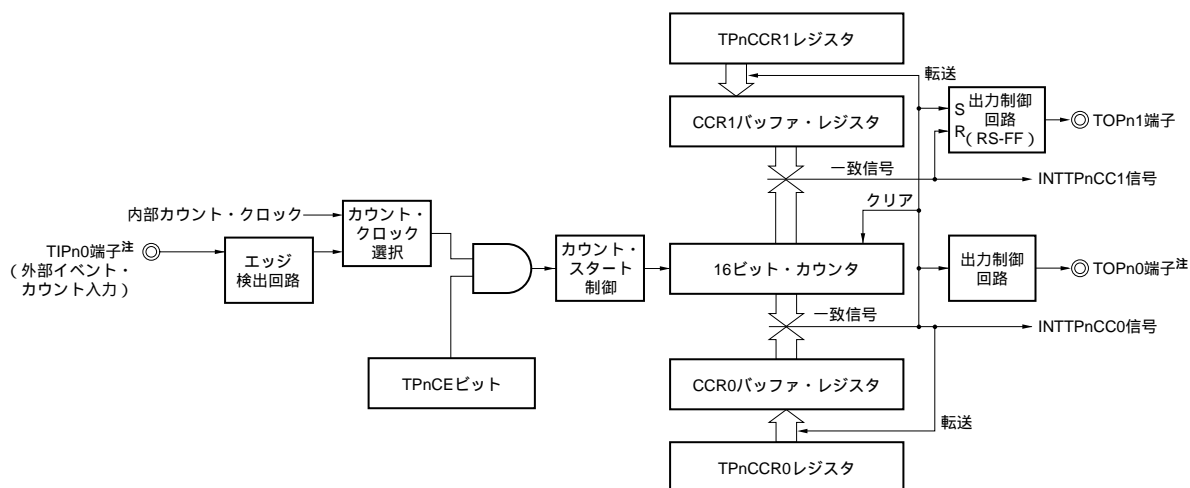 TPnCCR1レジスタ
転送
CCR1バッファ・レジスタ
S
R
出力制御
回路
（RS-FF）
TOPn1端子
一致信号
INTTPnCC1信号
クリア
内部カウント・クロック
カウント・
クロック
選択
TIPn0端子注
（外部イベント・
カウント入力）
エッジ
検出回路
カウント・
スタート
制御
16ビット・カウンタ
出力制御
回路
TOPn0端子注
一致信号
INTTPnCC0信号
TPnCEビット
CCR0バッファ・レジスタ
転送
TPnCCR0レジスタ